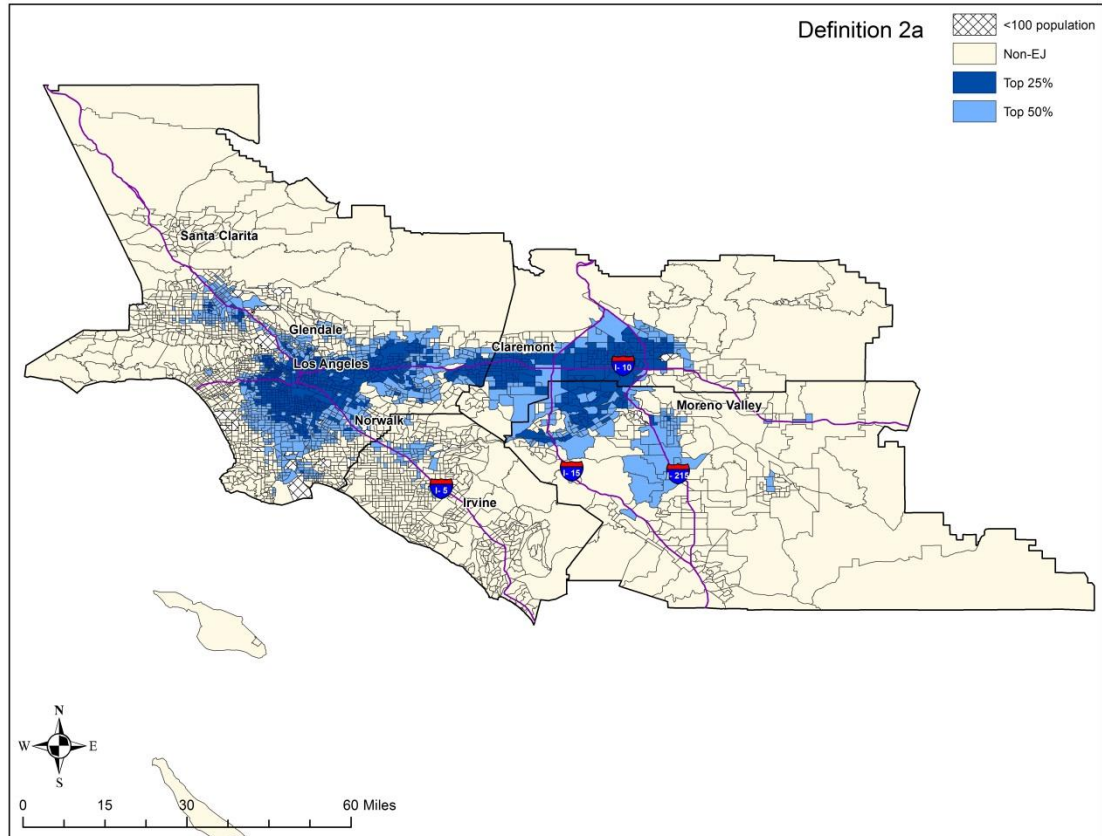 Definition 2a
<100 population
Non-EJ
Top 25%
Top 50%
Santa Clarita
Glendale
Los Angeles
Claremont
I- 10
Norwalk
Moreno Valley
I- 15
I- 215
I- 5
Irvine
N
W E
S
0 15 30 60 Miles